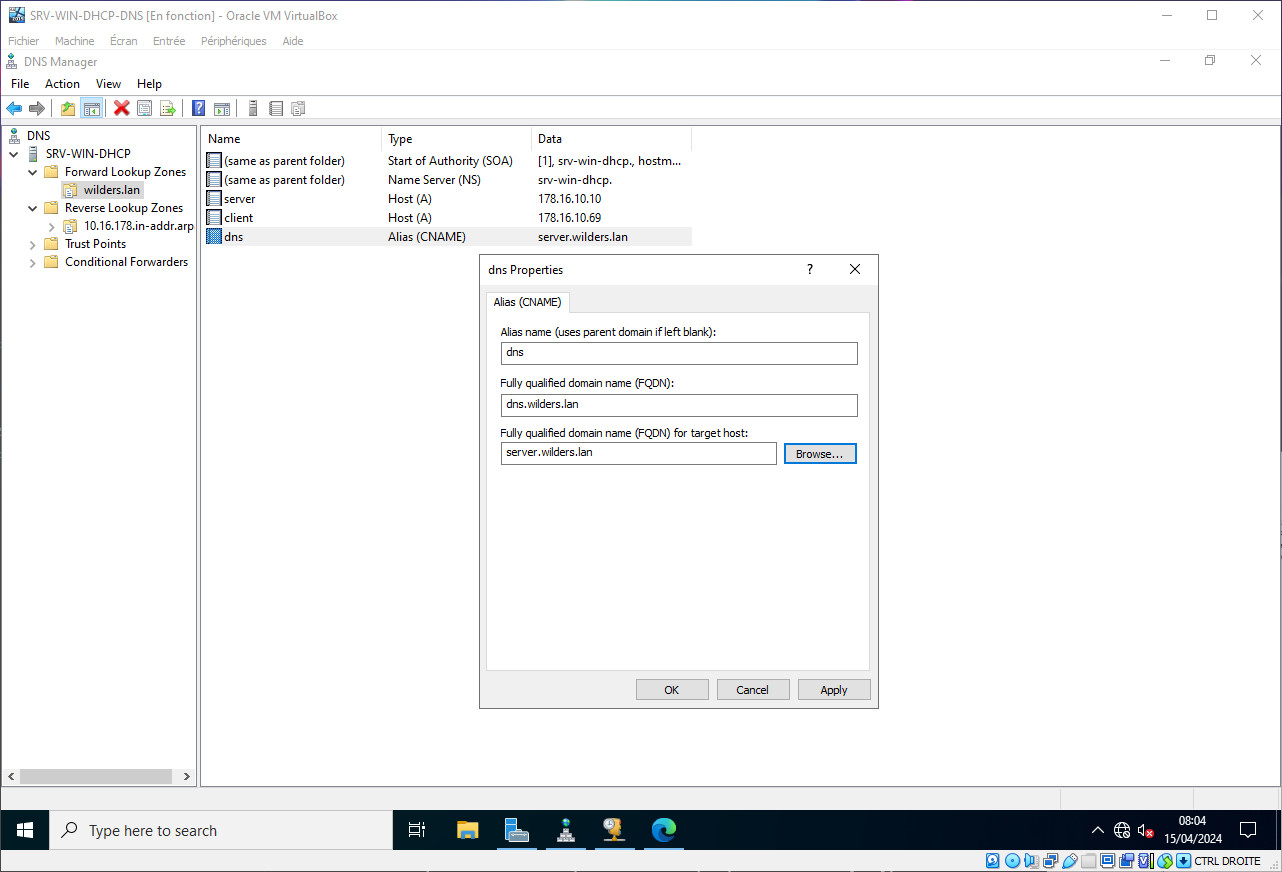 SRV-WIN-DHCP-DNS [En fonction] - Oracle VM VirtualBox
Fichier Machine Écran Entrée Périphériques Aide
DNS Manager
File Action View Help
DNS
SRV-WIN-DHCP
Forward Lookup Zones
wilders.lan
Reverse Lookup Zones
10.16.178.in-addr.arp
Trust Points
Conditional Forwarders
Name Type Data
(same as parent folder) Start of Authority (SOA) [1], srv-win-dhcp., hostm...
(same as parent folder) Name Server (NS) srv-win-dhcp.
server Host (A) 178.16.10.10
client Host (A) 178.16.10.69
dns Alias (CNAME) server.wilders.lan
dns Properties
?
Alias (CNAME)
Alias name (uses parent domain if left blank):
dns
Fully qualified domain name (FQDN):
dns.wilders.lan
Fully qualified domain name (FQDN) for target host:
server.wilders.lan Browse...
OK Cancel Apply
Type here to search
08:04
15/04/2024
CTRL DROITE